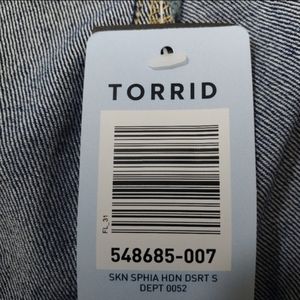 TORRID
FL_31
548685-007
SKN SPHIA HDN DSRT S
DEPT 0052